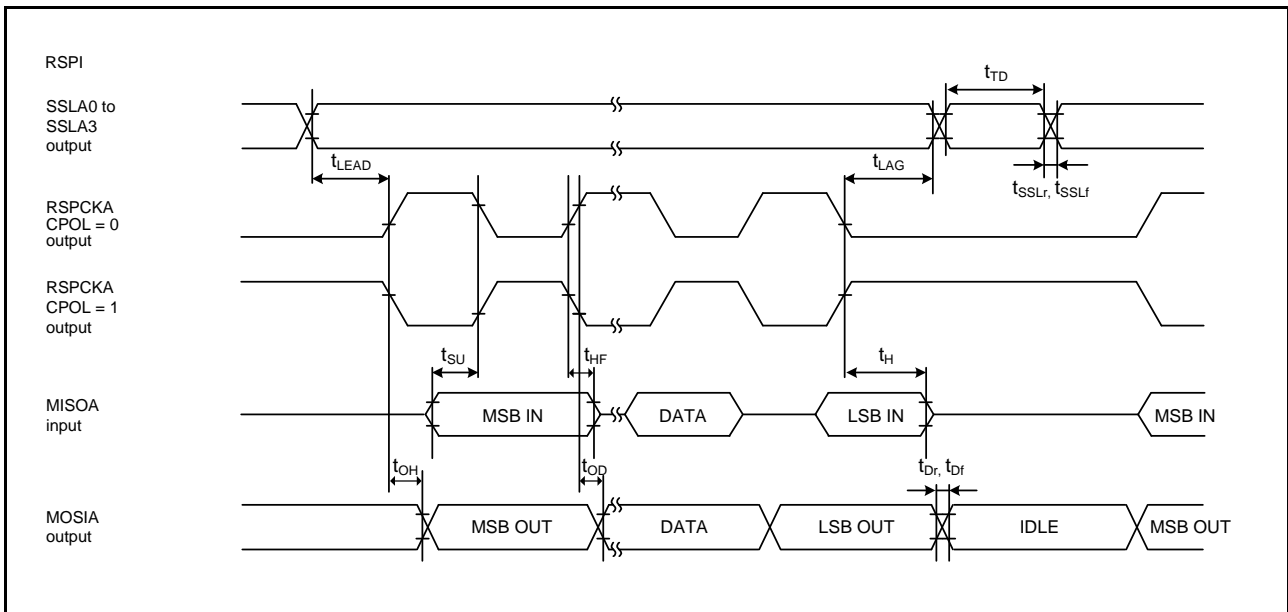 RSPI
SSLA0 to
SSLA3
output
tTD
tLEAD
tLAG
tSSLr, tSSLf
RSPCKA
CPOL = 0
output
RSPCKA
CPOL = 1
output
tSU
tHF
tH
MISOA
input
MSB IN
DATA
LSB IN
MSB IN
tOH
tOD
tDr, tDf
MOSIA
output
MSB OUT
DATA
LSB OUT
IDLE
MSB OUT